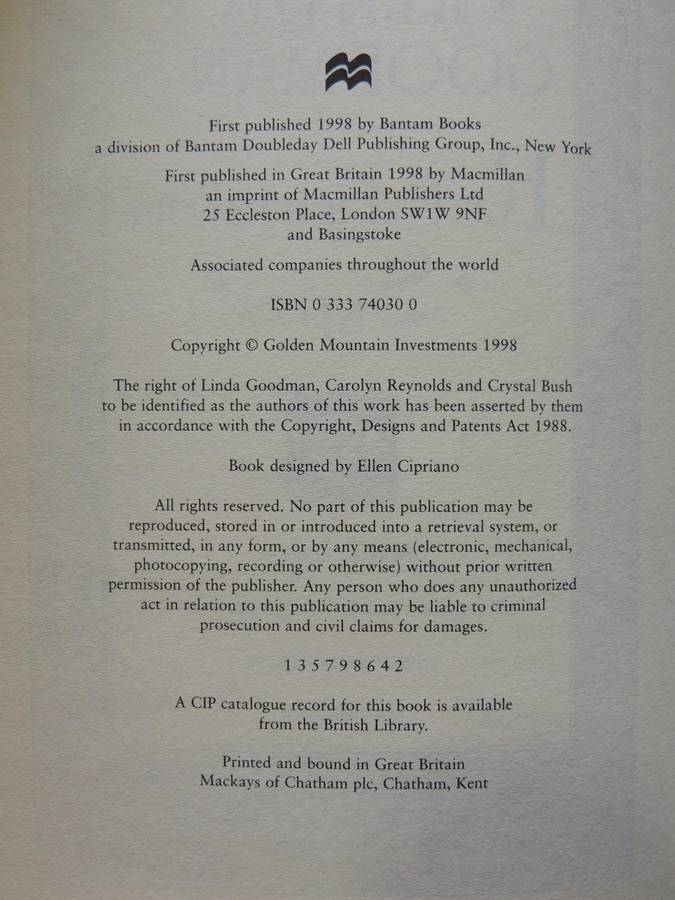 First published 1998 by Bantam Books
a division of Bantam Doubleday Dell Publishing Group, Inc., New York
First published in Great Britain 1998 by Macmillan
an imprint of Macmillan Publishers Ltd
25 Eccleston Place, London SW1W 9NF
and Basingstoke
Associated companies throughout the world
ISBN 0 333 74030 0
Copyright © Golden Mountain Investments 1998
The right of Linda Goodman, Carolyn Reynolds and Crystal Bush
to be identified as the authors of this work has been asserted by them
in accordance with the Copyright, Designs and Patents Act 1988.
Book designed by Ellen Cipriano
All rights reserved. No part of this publication may be
reproduced, stored in or introduced into a retrieval system, or
transmitted, in any form, or by any means (electronic, mechanical,
photocopying, recording or otherwise) without prior written
permission of the publisher. Any person who does any unauthorized
act in relation to this publication may be liable to criminal
prosecution and civil claims for damages.
1 3 5 7 9 8 6 4 2
A CIP catalogue record for this book is available
from the British Library.
Printed and bound in Great Britain
Mackays of Chatham plc, Chatham, Kent